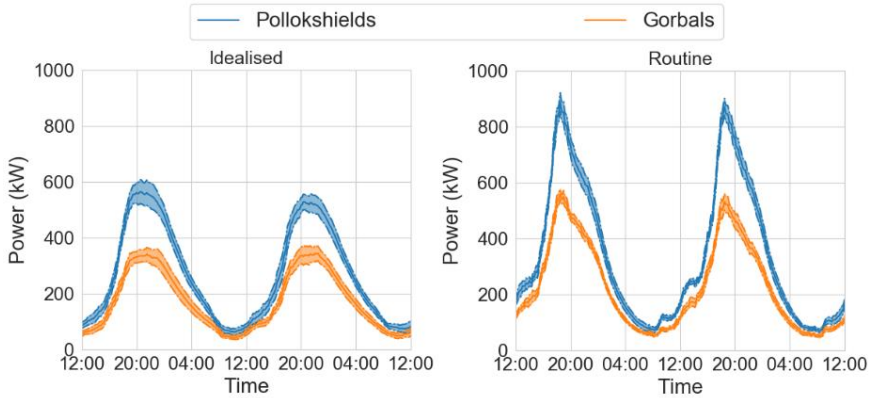 Pollokshields Gorbals
Idealised Routine
1000 1000
800 800
600 600
400 400
200 200
0 0
Power (kW) Power (kW)
12:00 20:00 04:00 12:00 20:00 04:00 12:00 12:00 20:00 04:00 12:00 20:00 04:00 12:00
Time Time